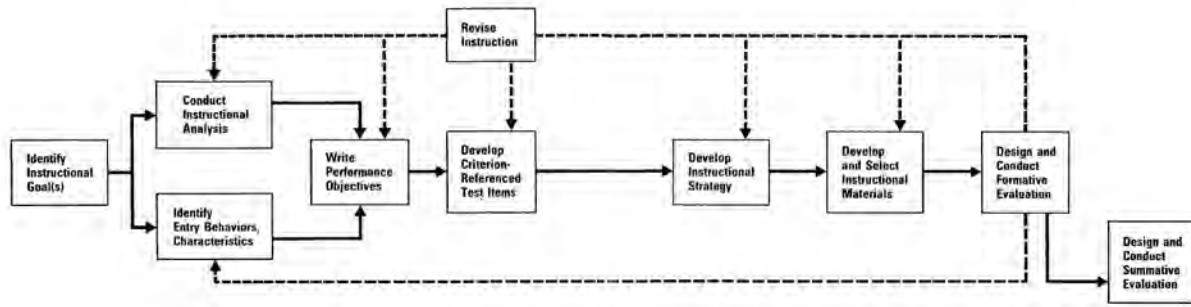 Revise
Instruction
Conduct
Instructional
Analysis
Identify
Instructional
Goal(s)
Write
Performance
Objectives
Develop
Criterion-
Referenced
Test Items
Develop
Instructional
Strategy
Develop
and Select
Instructional
Materials
Design and
Conduct
Formative
Evaluation
Identify
Entry Behaviors,
Characteristics
Design and
Conduct
Summative
Evaluation